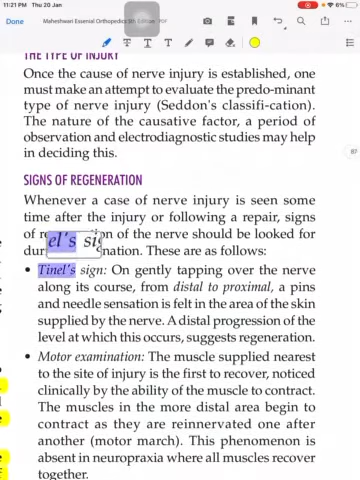 11:21 PM Thu 20 Jan
6%
Done
Maheshwari Essential Orthopedics 5th Edition PDF
THE TYPE OF INJURY
Once the cause of nerve injury is established, one
must make an attempt to evaluate the predo-minant
type of nerve injury (Seddon's classifi-cation).
The nature of the causative factor, a period of
observation and electrodiagnostic studies may help
in deciding this.
SIGNS OF REGENERATION
Whenever a case of nerve injury is seen some
time after the injury or following a repair, signs
of of the nerve should be looked for
el's sig
These are as follows:
• Tinel's sign: On gently tapping over the nerve
along its course, from distal to proximal, a pins
and needle sensation is felt in the area of the skin
supplied by the nerve. A distal progression of the
level at which this occurs, suggests regeneration.
• Motor examination: The muscle supplied nearest
to the site of injury is the first to recover, noticed
clinically by the ability of the muscle to contract.
The muscles in the more distal area begin to
contract as they are reinnervated one after
another (motor march). This phenomenon is
absent in neuropraxia where all muscles recover
together.